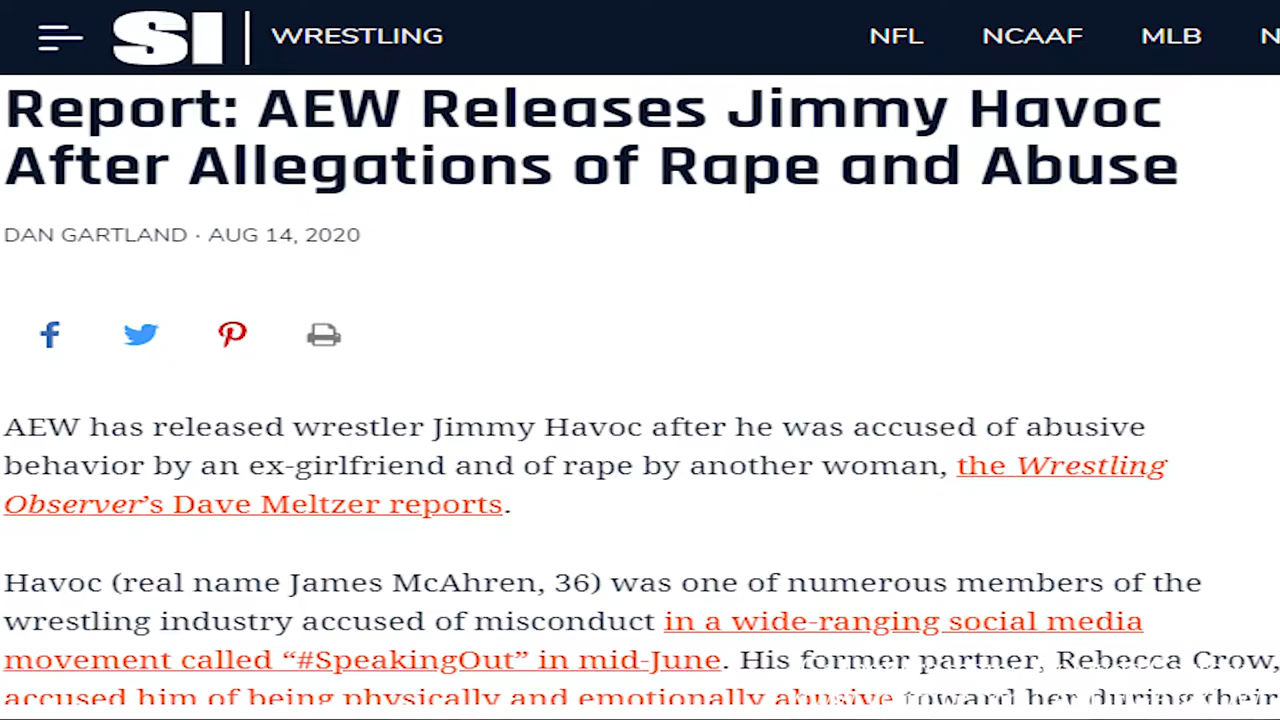 SI WRESTLING NFL NCAAF MLB N
Report: AEW Releases Jimmy Havoc
After Allegations of Rape and Abuse
DAN GARTLAND · AUG 14, 2020
AEW has released wrestler Jimmy Havoc after he was accused of abusive
behavior by an ex-girlfriend and of rape by another woman, the Wrestling
Observer’s Dave Meltzer reports.
Havoc (real name James McAhren, 36) was one of numerous members of the
wrestling industry accused of misconduct in a wide-ranging social media
movement called “#SpeakingOut” in mid-June. His former partner, Rebecca Crow,
accused him of being physically and emotionally abusive toward her during their